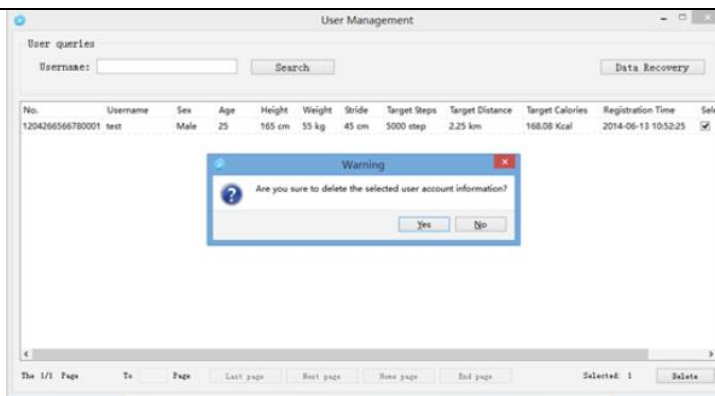 User Management
User queries
Username: Search Data Recovery
No. Username Sex Age Height Weight Stride Target Steps Target Distance Target Calories Registration Time Sele
1204266566780001 test Male 25 165 cm 55 kg 45 cm 5000 step 2.25 km 168.08 Kcal 2014-06-13 10:52:25
Warning
Are you sure to delete the selected user account information?
Yes No
The 1/1 Page To Page Last page Next page Home page End page Selected: 1 Delete